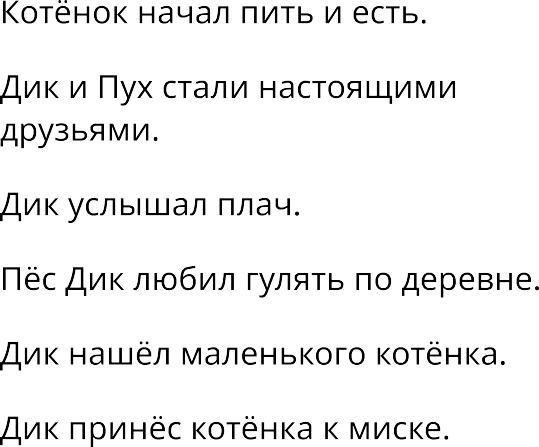 Котёнок начал пить и есть.
Дик и Пух стали настоящими
друзьями.
Дик услышал плач.
Пёс Дик любил гулять по деревне.
Дик нашёл маленького котёнка.
Дик принёс котёнка к миске.